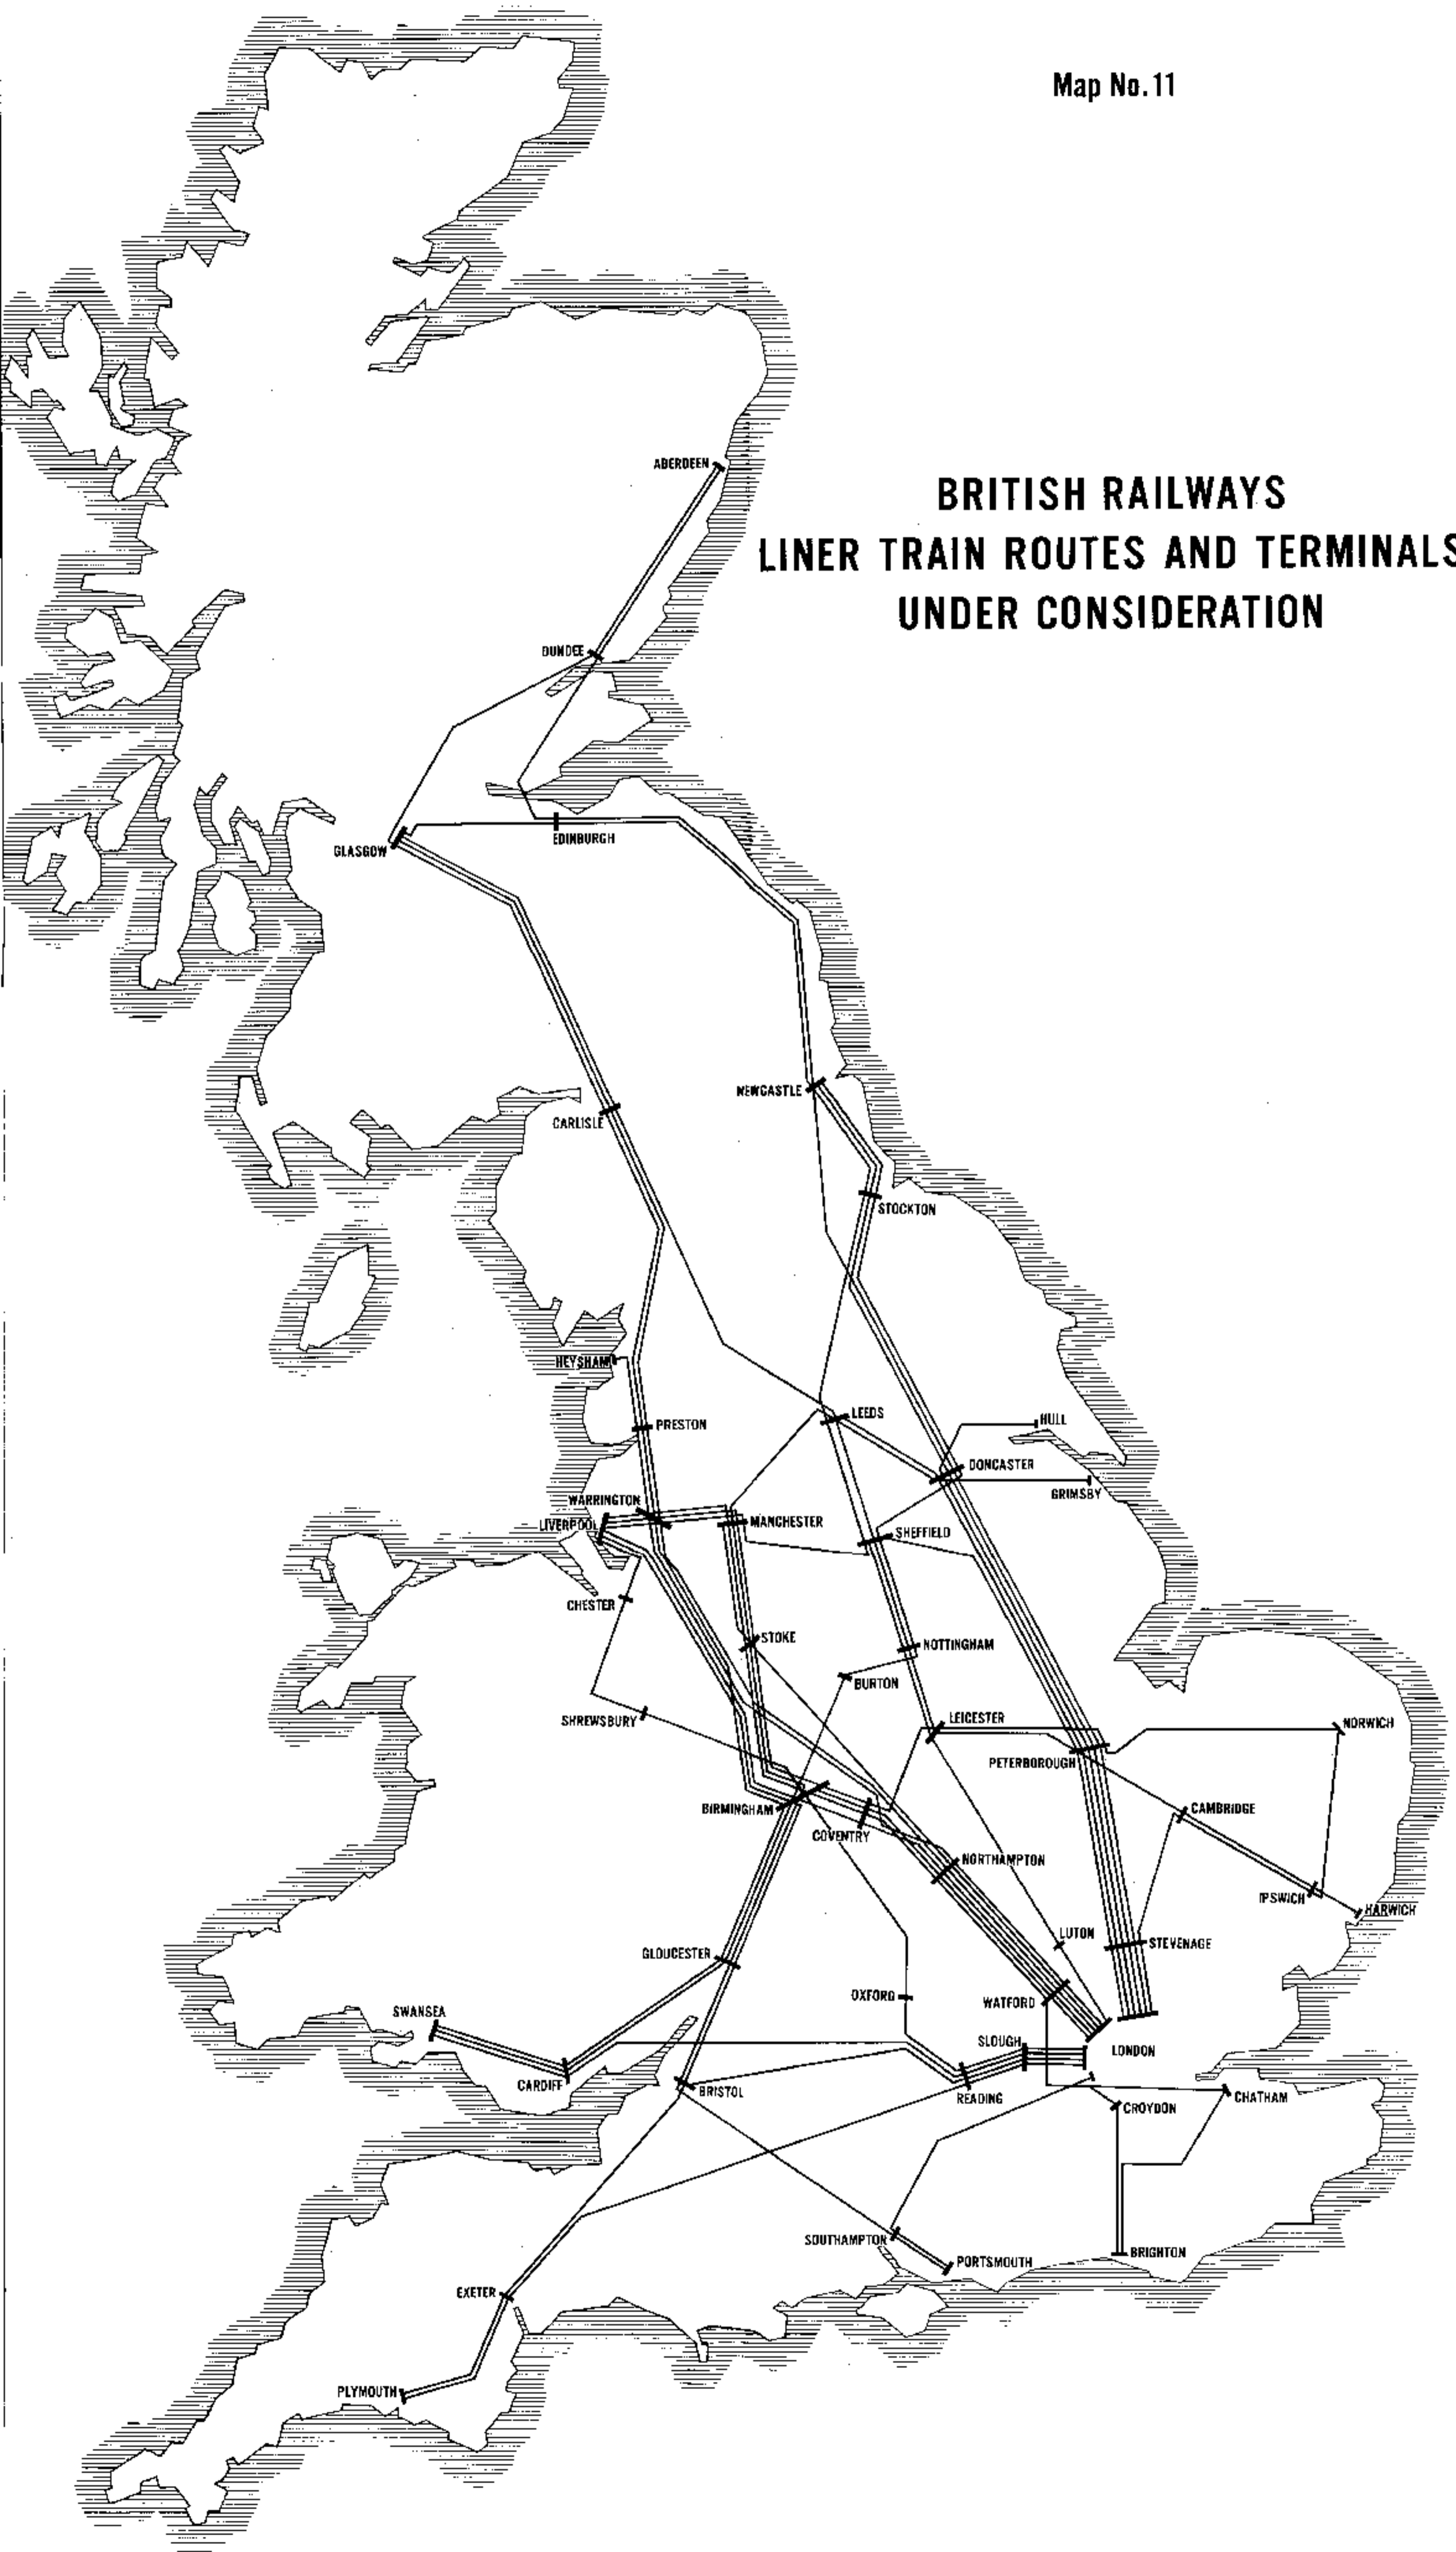 Map No. 11
BRITISH RAILWAYS
LINER TRAIN ROUTES AND TERMINALS
UNDER CONSIDERATION
ABERDEEN
DUNDEE
EDINBURGH
GLASGOW
NEWCASTLE
CARLISLE
STOCKTON
HEYSHAM
LEEDS
HULL
PRESTON
DONCASTER
GRIMSBY
WARRINGTON
LIVERPOOL
MANCHESTER
SHEFFIELD
CHESTER
STOKE
NOTTINGHAM
BURTON
SHREWSBURY
LEICESTER
NORWICH
PETERBOROUGH
BIRMINGHAM
CAMBRIDGE
COVENTRY
NORTHAMPTON
IPSWICH
HARWICH
LUTON
STEVENAGE
GLOUCESTER
OXFORD
WATFORD
SWANSEA
SLOUGH
LONDON
CARDIFF
BRISTOL
READING
CHATHAM
CROYDON
SOUTHAMPTON
PORTSMOUTH
BRIGHTON
EXETER
PLYMOUTH